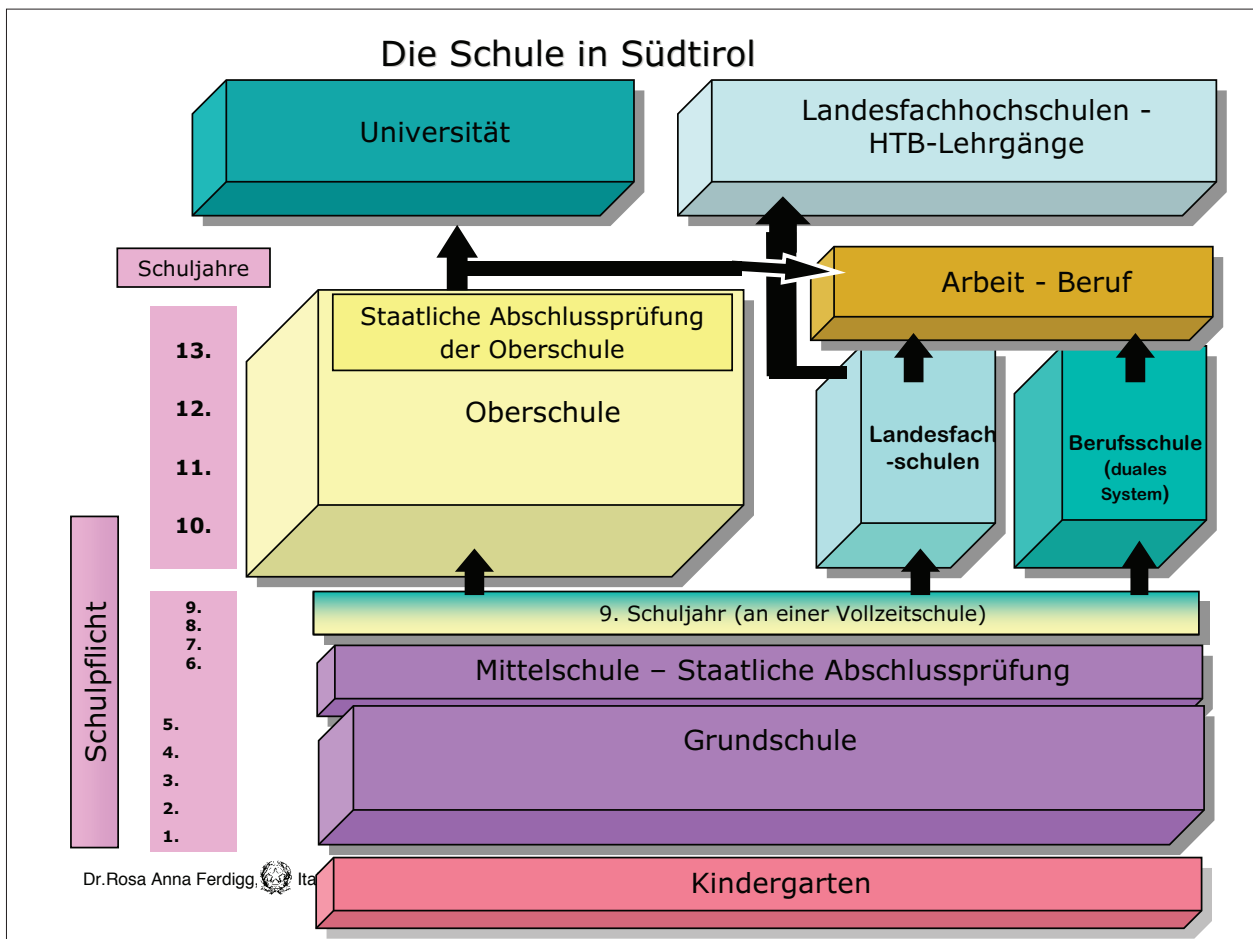 Die Schule in Südtirol
Universität
Landesfachhochschulen -
HTB-Lehrgänge
Schuljahre
Arbeit - Beruf
Staatliche Abschlussprüfung
der Oberschule
Oberschule
Landesfach
-schulen
Berufsschule
(duales
System)
13.
12.
11.
10.
Schulpflicht
9.
8.
7.
6.
5.
4.
3.
2.
1.
9. Schuljahr (an einer Vollzeitschule)
Mittelschule – Staatliche Abschlussprüfung
Grundschule
Kindergarten
Dr.Rosa Anna Ferdigg, Ita